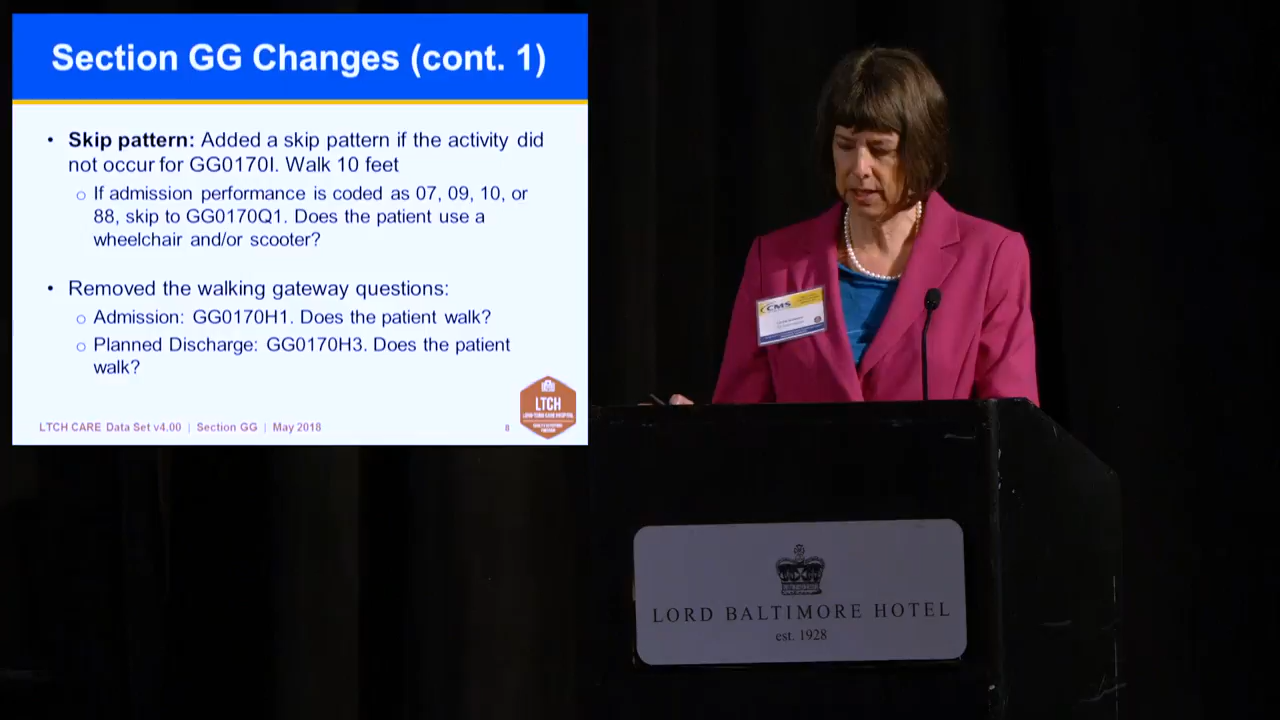 Section GG Changes (cont. 1)
• Skip pattern: Added a skip pattern if the activity did
not occur for GG0170I. Walk 10 feet
o If admission performance is coded as 07, 09, 10, or
88, skip to GG0170Q1. Does the patient use a
wheelchair and/or scooter?
• Removed the walking gateway questions:
o Admission: GG0170H1. Does the patient walk?
o Planned Discharge: GG0170H3. Does the patient
walk?
LTCH
LONG-TERM CARE HOSPITAL
LTCH CARE Data Set v4.00 | Section GG | May 2018
8
CMS
LORD BALTIMORE HOTEL
est. 1928